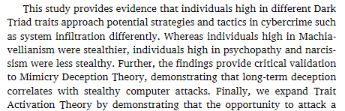 This study provides evidence that individuals high in different Dark
Triad traits approach potential strategies and tactics in cybercrime such
as system infiltration differently. Whereas individuals high in Machia-
vellianism were stealthier, individuals high in psychopathy and narcis-
sism were less stealthy. Further, the findings provide critical validation
to Mimicry Deception Theory, demonstrating that long-term deception
correlates with stealthy computer attacks. Finally, we expand Trait
Activation Theory by demonstrating that the opportunity to attack a